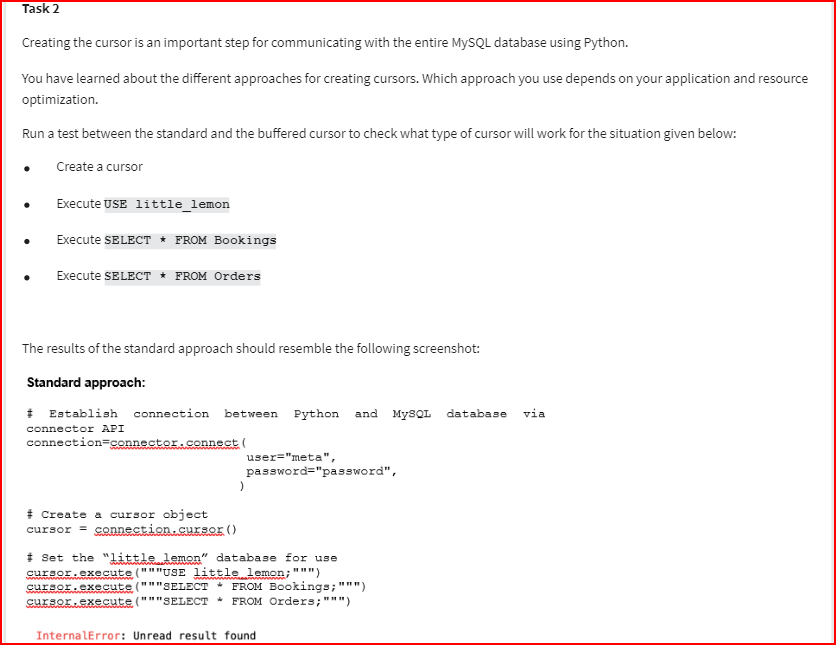 Task 2
Creating the cursor is an important step for communicating with the entire MySQL database using Python.
You have learned about the different approaches for creating cursors. Which approach you use depends on your application and resource
optimization.
Run a test between the standard and the buffered cursor to check what type of cursor will work for the situation given below:
• Create a cursor
• Execute USE little_lemon
• Execute SELECT * FROM Bookings
• Execute SELECT * FROM Orders
The results of the standard approach should resemble the following screenshot:
Standard approach:
# Establish connection between Python and MySQL database via
connector API
connection=connector.connect(
user="meta",
password="password",
)
# Create a cursor object
cursor = connection.cursor()
# Set the “little_lemon” database for use
cursor.execute("""USE little_lemon;""")
cursor.execute("""SELECT * FROM Bookings;""")
cursor.execute("""SELECT * FROM Orders;""")
InternalError: Unread result found